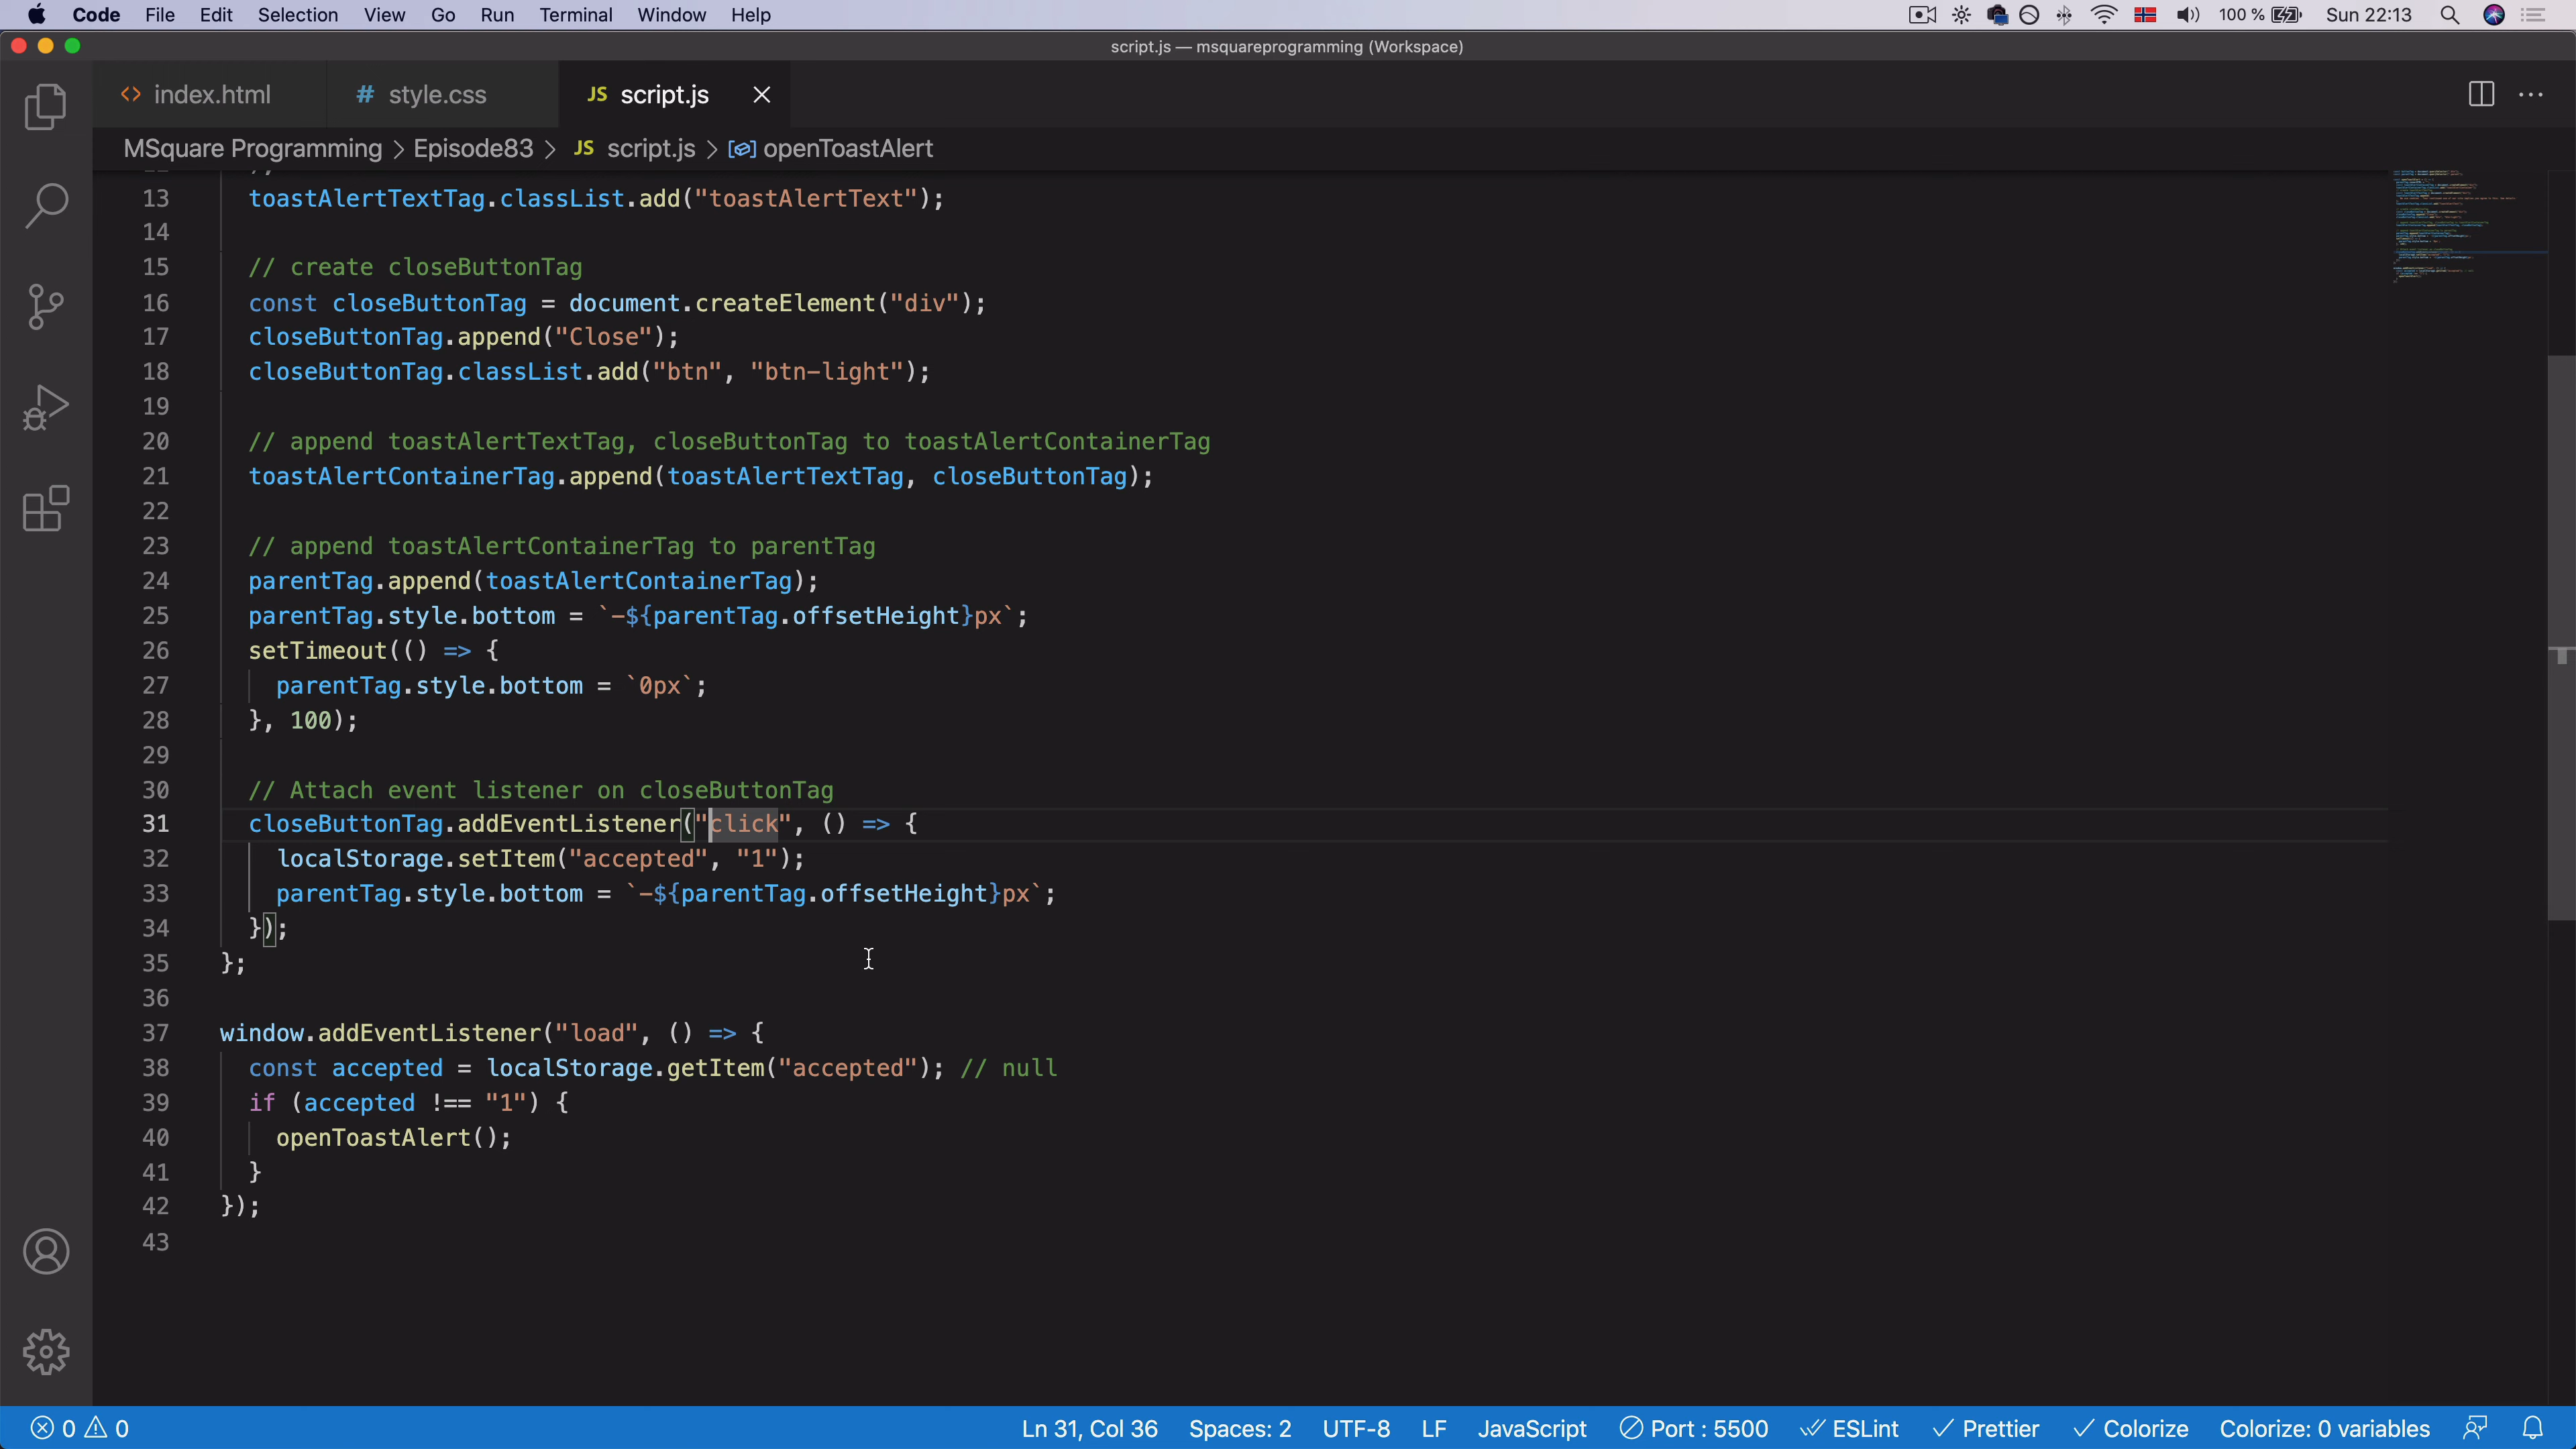 Code File Edit Selection View Go Run Terminal Window Help 100 % Sun 22:13
script.js — msquareprogramming (Workspace)
<> index.html # style.css JS script.js
MSquare Programming > Episode83 > JS script.js > openToastAlert
13 toastAlertTextTag.classList.add("toastAlertText");
14
15 // create closeButtonTag
16 const closeButtonTag = document.createElement("div");
17 closeButtonTag.append("Close");
18 closeButtonTag.classList.add("btn", "btn-light");
19
20 // append toastAlertTextTag, closeButtonTag to toastAlertContainerTag
21 toastAlertContainerTag.append(toastAlertTextTag, closeButtonTag);
22
23 // append toastAlertContainerTag to parentTag
24 parentTag.append(toastAlertContainerTag);
25 parentTag.style.bottom = `-${parentTag.offsetHeight}px`;
26 setTimeout(() => {
27 parentTag.style.bottom = `0px`;
28 }, 100);
29
30 // Attach event listener on closeButtonTag
31 closeButtonTag.addEventListener("click", () => {
32 localStorage.setItem("accepted", "1");
33 parentTag.style.bottom = `-${parentTag.offsetHeight}px`;
34 });
35 };
36
37 window.addEventListener("load", () => {
38 const accepted = localStorage.getItem("accepted"); // null
39 if (accepted !== "1") {
40 openToastAlert();
41 }
42 });
43
0 0 Ln 31, Col 36 Spaces: 2 UTF-8 LF JavaScript Port : 5500 ESLint Prettier Colorize Colorize: 0 variables